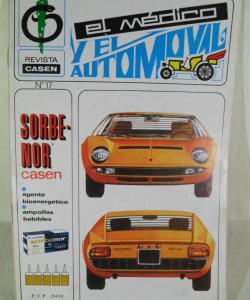 el médico
y el
REVISTA
CASEN
AUTOMOVIL
Nº 17
SORBE-
NOR
casen
• agente
bioenergético
• ampollas
bebibles
sorbenor